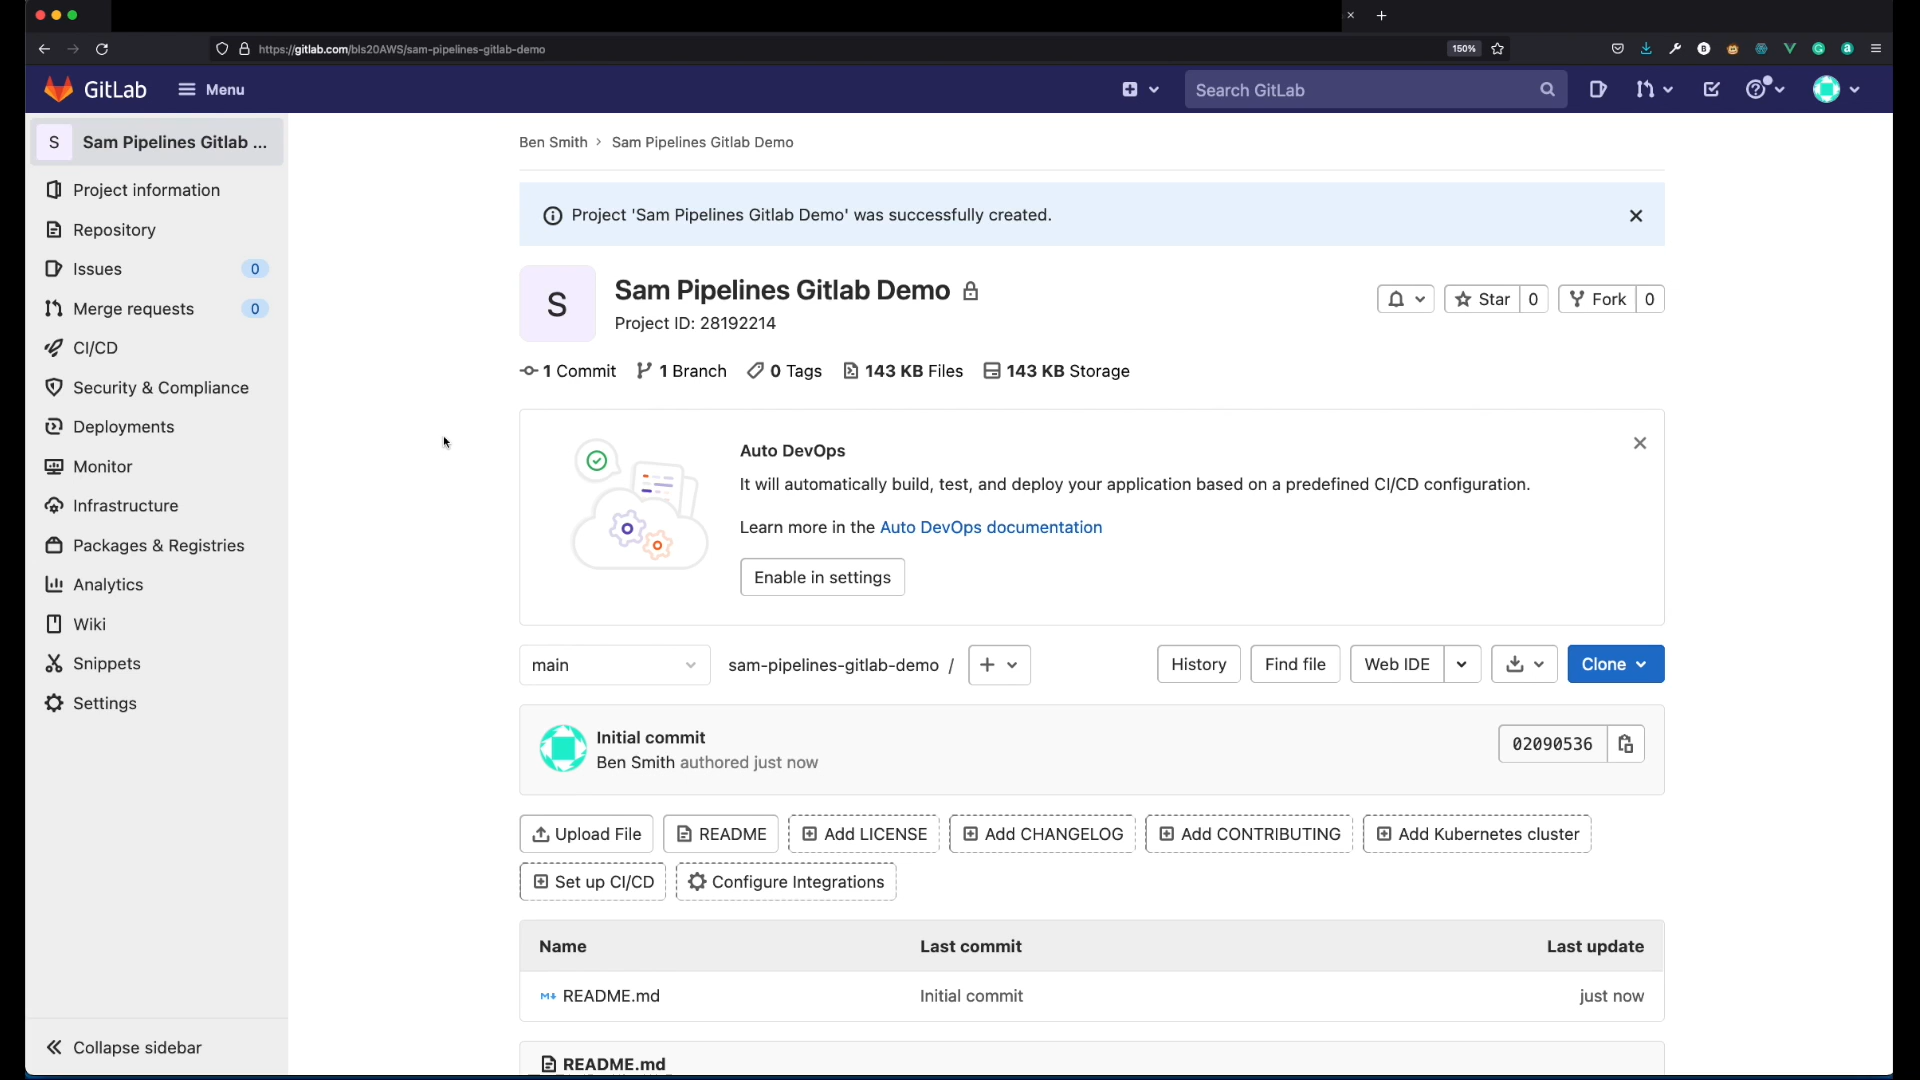 https://gitlab.com/bls20AWS/sam-pipelines-gitlab-demo
150%
GitLab
Menu
Search GitLab
S
Sam Pipelines Gitlab ...
Project information
Repository
Issues 0
Merge requests 0
CI/CD
Security & Compliance
Deployments
Monitor
Infrastructure
Packages & Registries
Analytics
Wiki
Snippets
Settings
Collapse sidebar
Ben Smith > Sam Pipelines Gitlab Demo
Project 'Sam Pipelines Gitlab Demo' was successfully created.
S
Sam Pipelines Gitlab Demo
Project ID: 28192214
Star 0
Fork 0
1 Commit 1 Branch 0 Tags 143 KB Files 143 KB Storage
Auto DevOps
It will automatically build, test, and deploy your application based on a predefined CI/CD configuration.
Learn more in the Auto DevOps documentation
Enable in settings
main
sam-pipelines-gitlab-demo /
History
Find file
Web IDE
Clone
Initial commit
Ben Smith authored just now
02090536
Upload File
README
Add LICENSE
Add CHANGELOG
Add CONTRIBUTING
Add Kubernetes cluster
Set up CI/CD
Configure Integrations
Name Last commit Last update
README.md Initial commit just now
README.md